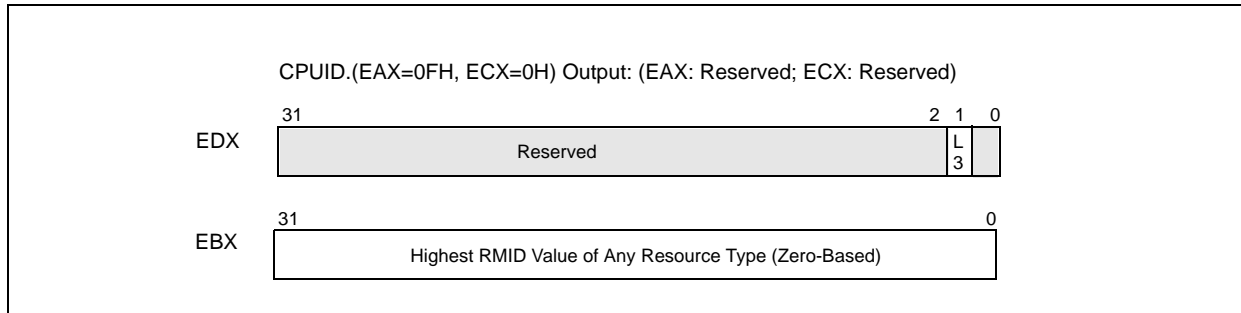 CPUID.(EAX=0FH, ECX=0H) Output: (EAX: Reserved; ECX: Reserved)
31 2 1 0
EDX Reserved L3
31 0
EBX Highest RMID Value of Any Resource Type (Zero-Based)